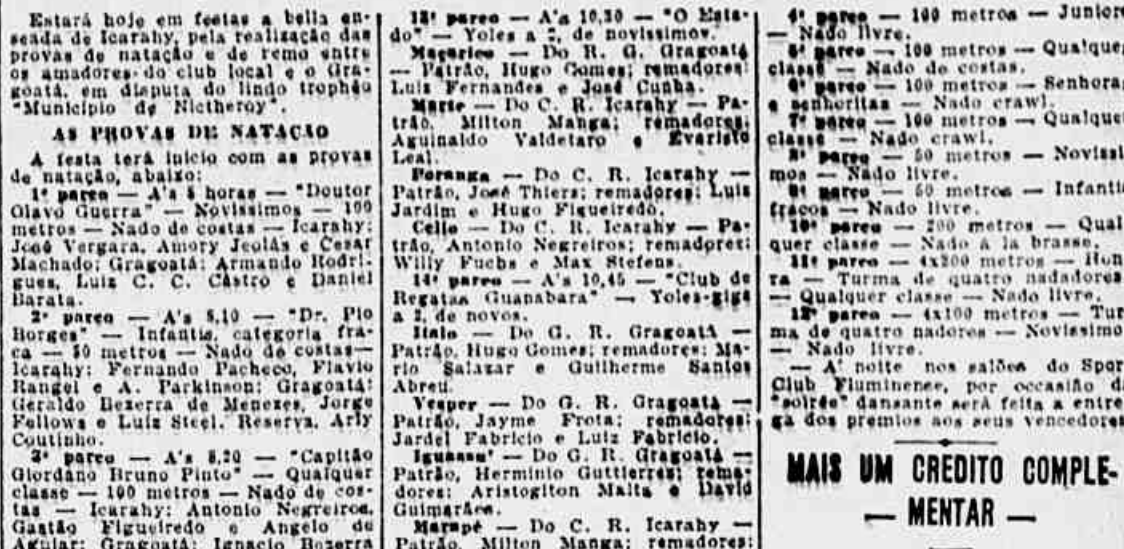 Estará hoje em festas a bella en-
seada de Icarahy, pela realização das
provas de natação e de remo entre
os amadores do club local e o Gra-
goatá, em disputa do lindo trophéo
"Municipio de Nictheroy".
AS PROVAS DE NATAÇÃO
A festa terá inicio com as provas
de natação, abaixo:
1º pareo — A's 8 horas — "Doutor
Olavo Guerra" — Novissimos — 100
metros — Nado de costas — Icarahy:
José Vergara, Amory Jeolás e Cesar
Machado; Gragoatá: Armando Rodri-
gues, Luiz C. C. Castro e Daniel
Barata.
2º pareo — A's 8,10 — "Dr. Pio
Borges" — Infantis, categoria fra-
ca — 50 metros — Nado de costas—
Icarahy: Fernando Pacheco, Flavio
Rangel e A. Parkinson; Gragoatá:
Geraldo Bezerra de Menezes, Jorge
Fellows e Luiz Steel. Reserva, Arly
Coutinho.
3º pareo — A's 8,20 — "Capitão
Giordano Bruno Pinto" — Qualquer
classe — 100 metros — Nado de cos-
tas — Icarahy: Antonio Negreiros,
Gastão Figueiredo e Angelo de
Aguiar; Gragoatá: Ignacio Bezerra
13º pareo — A's 10,30 — "O Esta-
do" — Yoles a 2, de novissimos.
Maçarico — Do R. G. Gragoatá
— Patrão, Hugo Gomes; remadores:
Luiz Fernandes e José Cunha.
Marte — Do C. R. Icarahy — Pa-
trão, Milton Manga; remadores:
Aguinaldo Valdetaro e Evaristo
Leal.
Poranga — Do C. R. Icarahy —
Patrão, José Thiers; remadores: Luiz
Jardim e Hugo Figueiredo.
Celio — Do C. R. Icarahy — Pa-
trão, Antonio Negreiros; remadores:
Willy Fuchs e Max Stefens.
14º pareo — A's 10,45 — "Club de
Regatas Guanabara" — Yoles-gigs
a 2, de novos.
Italo — Do G. R. Gragoatá —
Patrão, Hugo Gomes; remadores: Ma-
rio Salazar e Guilherme Santos
Abreu.
Vesper — Do G. R. Gragoatá —
Patrão, Jayme Frota; remadores:
Jardel Fabricio e Luiz Fabricio.
Iguassu' — Do G. R. Gragoatá —
Patrão, Herminio Guttierres; rema-
dores: Aristogiton Malta e David
Guimarães.
Marapé — Do C. R. Icarahy —
Patrão, Milton Manga; remadores:
4º pareo — 100 metros — Juniors
— Nado livre.
5º pareo — 100 metros — Qualquer
classe — Nado de costas.
6º pareo — 100 metros — Senhoras
e senhoritas — Nado crawl.
7º pareo — 100 metros — Qualquer
classe — Nado crawl.
8º pareo — 50 metros — Novissi-
mos — Nado livre.
9º pareo — 50 metros — Infantis
fracos — Nado livre.
10º pareo — 200 metros — Qual-
quer classe — Nado á la brasse.
11º pareo — 4x200 metros — Hon-
ra — Turma de quatro nadadores
— Qualquer classe — Nado livre.
12º pareo — 4x100 metros — Tur-
ma de quatro nadores — Novissimos
— Nado livre.
— A' noite nos salões do Sport
Club Fluminense, por occasião da
"soirée" dansante será feita a entre-
ga dos premios aos seus vencedores
MAIS UM CREDITO COMPLE-
— MENTAR —